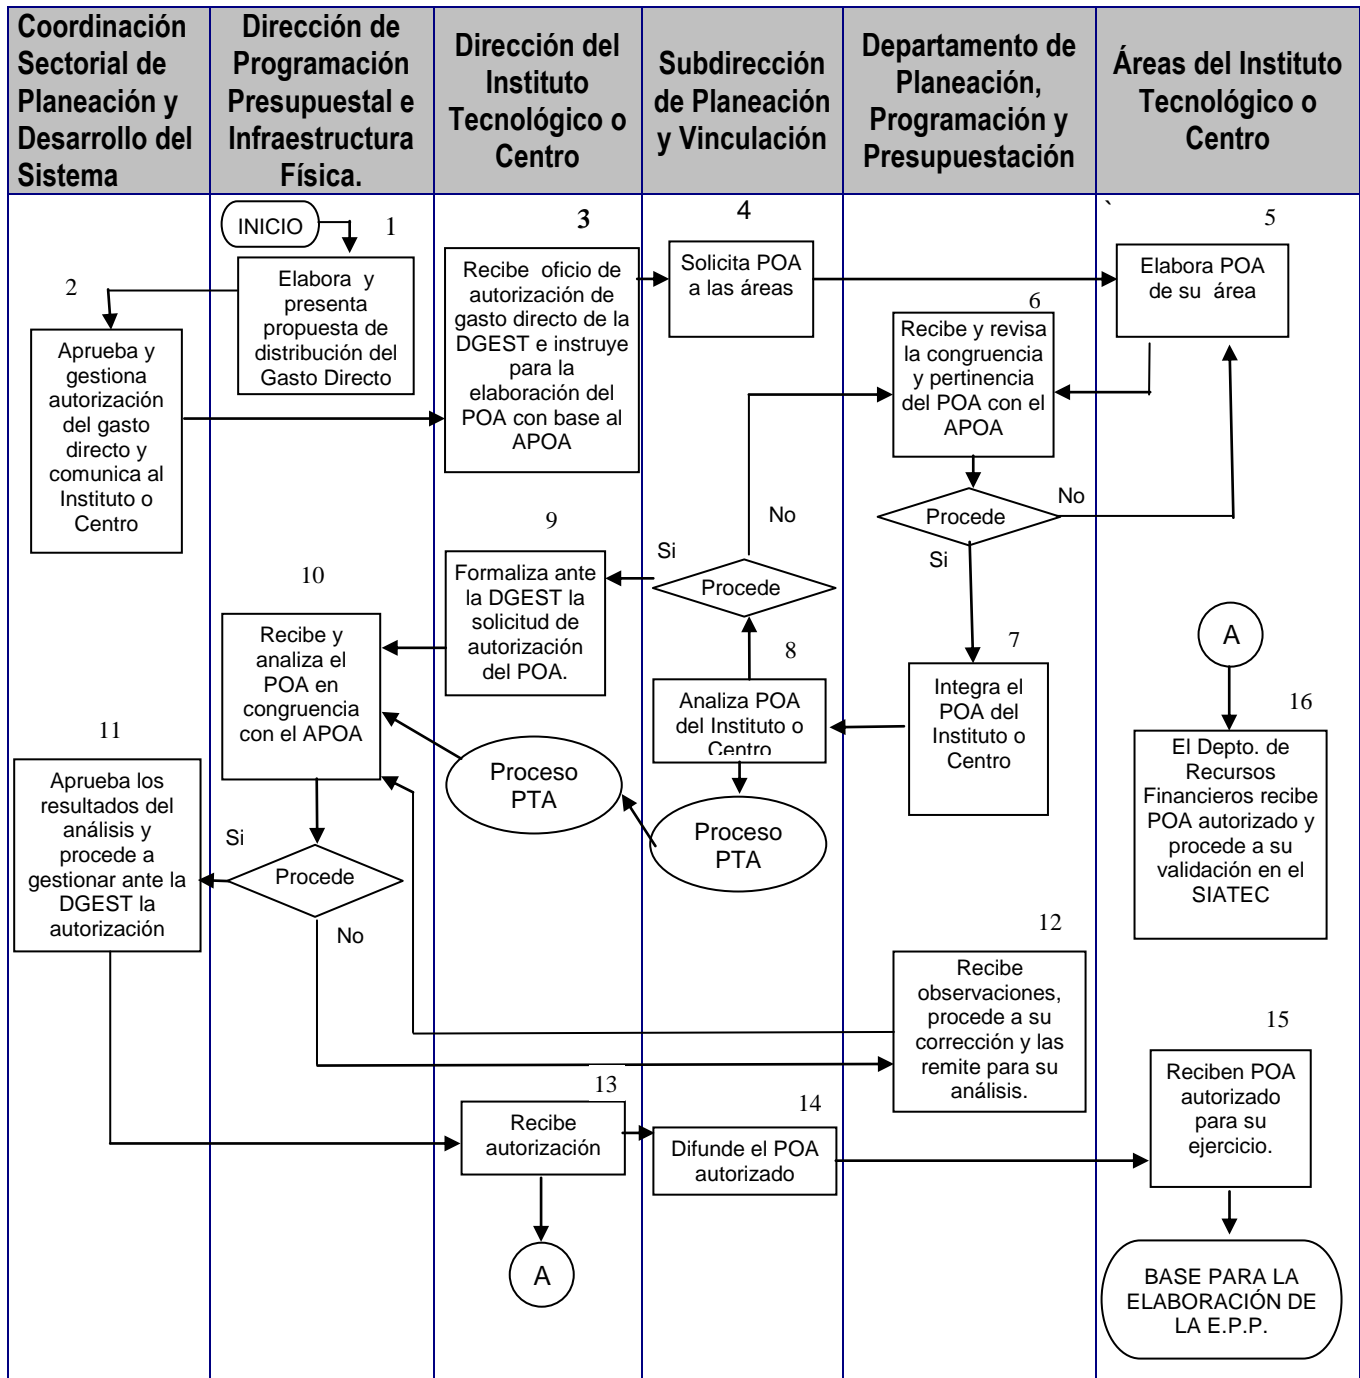 Coordinación
Sectorial de
Planeación y
Desarrollo del
Sistema
Dirección de
Programación
Presupuestal e
Infraestructura
Física.
Dirección del
Instituto
Tecnológico o
Centro
Subdirección
de Planeación
y Vinculación
Departamento de
Planeación,
Programación y
Presupuestación
Áreas del Instituto
Tecnológico o
Centro
INICIO
1
Elabora y
presenta
propuesta de
distribución del
Gasto Directo
2
Aprueba y
gestiona
autorización
del gasto
directo y
comunica al
Instituto o
Centro
3
Recibe oficio de
autorización de
gasto directo de la
DGEST e instruye
para la
elaboración del
POA con base al
APOA
4
Solicita POA
a las áreas
`
5
Elabora POA
de su área
6
Recibe y revisa
la congruencia
y pertinencia
del POA con el
APOA
Procede
No
Si
7
Integra el
POA del
Instituto o
Centro
8
Analiza POA
del Instituto o
Centro
Procede
No
Si
Proceso
PTA
Proceso
PTA
9
Formaliza ante
la DGEST la
solicitud de
autorización
del POA.
10
Recibe y
analiza el
POA en
congruencia
con el APOA
Procede
Si
No
11
Aprueba los
resultados del
análisis y
procede a
gestionar ante la
DGEST la
autorización
12
Recibe
observaciones,
procede a su
corrección y las
remite para su
análisis.
13
Recibe
autorización
A
14
Difunde el POA
autorizado
15
Reciben POA
autorizado
para su
ejercicio.
BASE PARA LA
ELABORACIÓN DE
LA E.P.P.
A
16
El Depto. de
Recursos
Financieros recibe
POA autorizado y
procede a su
validación en el
SIATEC